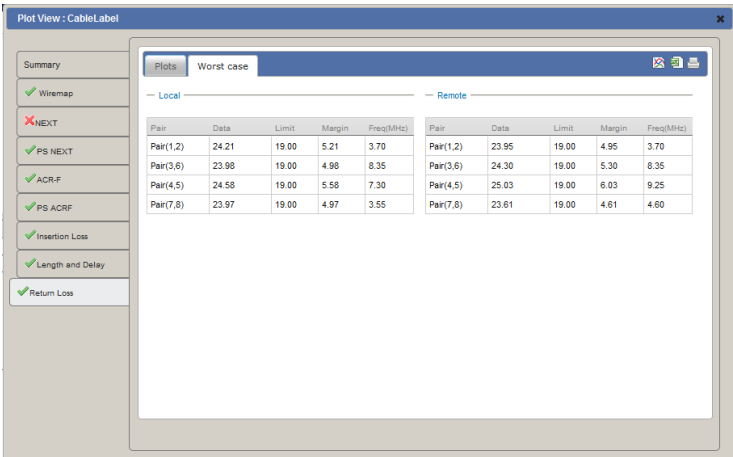 Plot View : CableLabel
Summary
Wiremap
NEXT
PS NEXT
ACR-F
PS ACRF
Insertion Loss
Length and Delay
Return Loss
Plots Worst case
Local
Pair Data Limit Margin Freq(MHz)
Pair(1,2) 24.21 19.00 5.21 3.70
Pair(3,6) 23.98 19.00 4.98 8.35
Pair(4,5) 24.58 19.00 5.58 7.30
Pair(7,8) 23.97 19.00 4.97 3.55
Remote
Pair Data Limit Margin Freq(MHz)
Pair(1,2) 23.95 19.00 4.95 3.70
Pair(3,6) 24.30 19.00 5.30 8.35
Pair(4,5) 25.03 19.00 6.03 9.25
Pair(7,8) 23.61 19.00 4.61 4.60